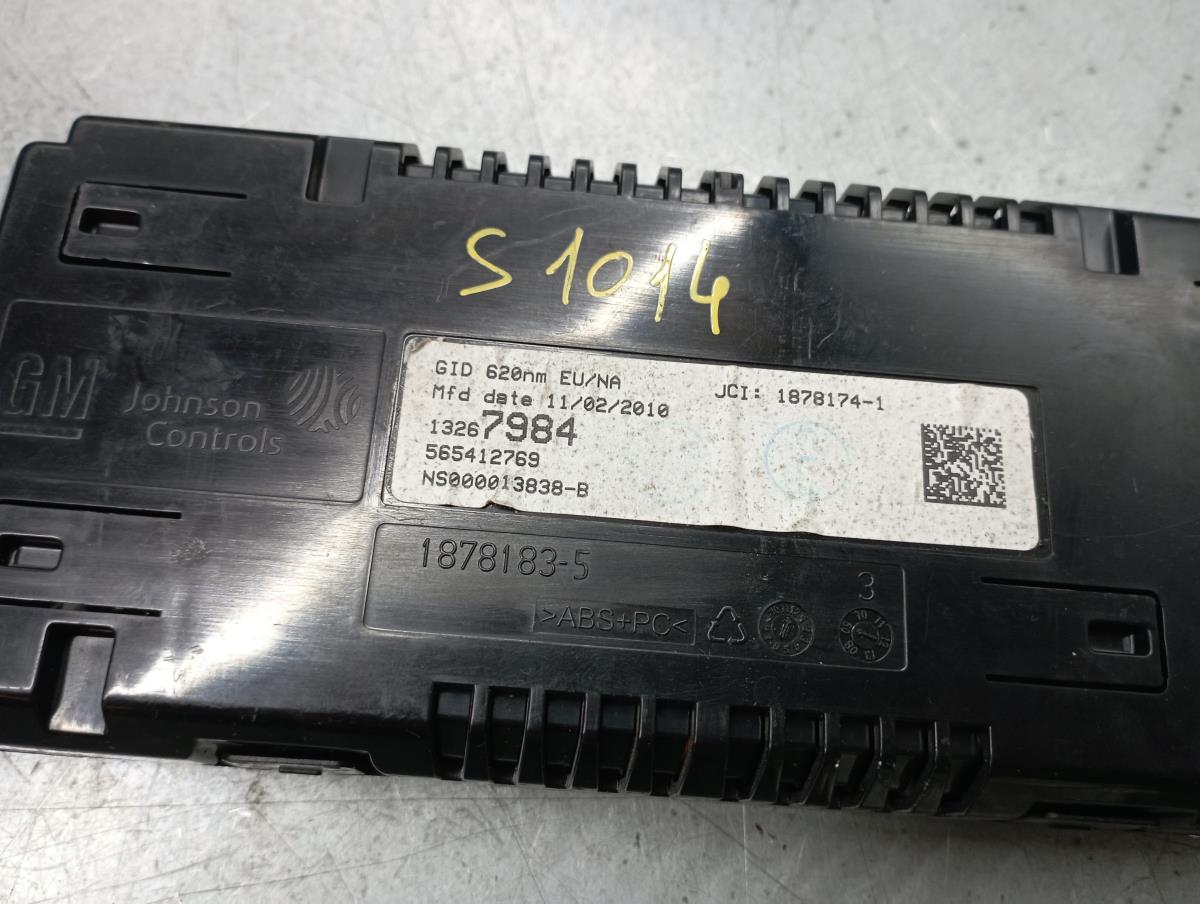 S1014
GM
Johnson
Controls
GID 620nm EU/NA
JCI: 1878174-1
Mfd date 11/02/2010
13267984
565412769
NS000013838-B
1878183-5
3
>ABS+PC<